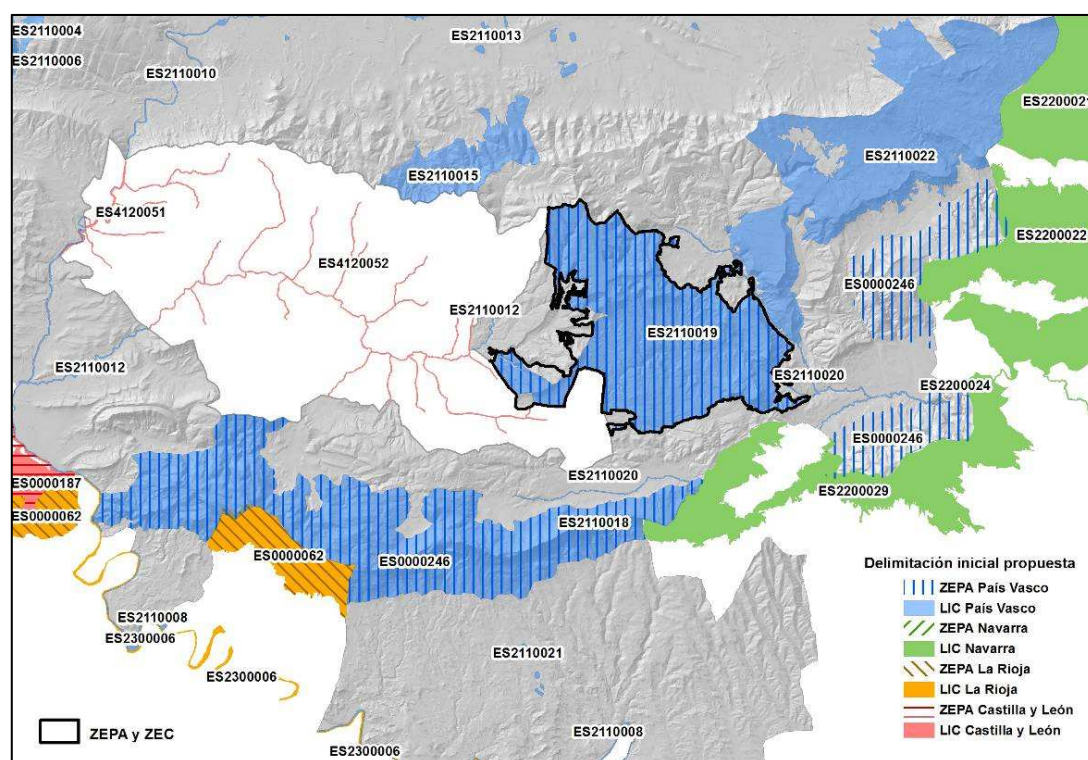 ES2110004
ES2110013
ES2110006
ES2110010
ES220002
ES2110015
ES2110022
ES4120051
ES2200022
ES4120052
ES0000246
ES2110012
ES2110019
ES2110012
ES2110020
ES2200024
ES0000246
ES2110020
ES0000187
ES2200029
ES0000062
ES2110018
ES0000062
ES0000246
ES2110008
ES2300006
ES2110021
ES2300006
ES2110008
ES2300006
Delimitación inicial propuesta
ZEPA País Vasco
LIC País Vasco
ZEPA Navarra
LIC Navarra
ZEPA La Rioja
LIC La Rioja
ZEPA Castilla y León
LIC Castilla y León
ZEPA y ZEC